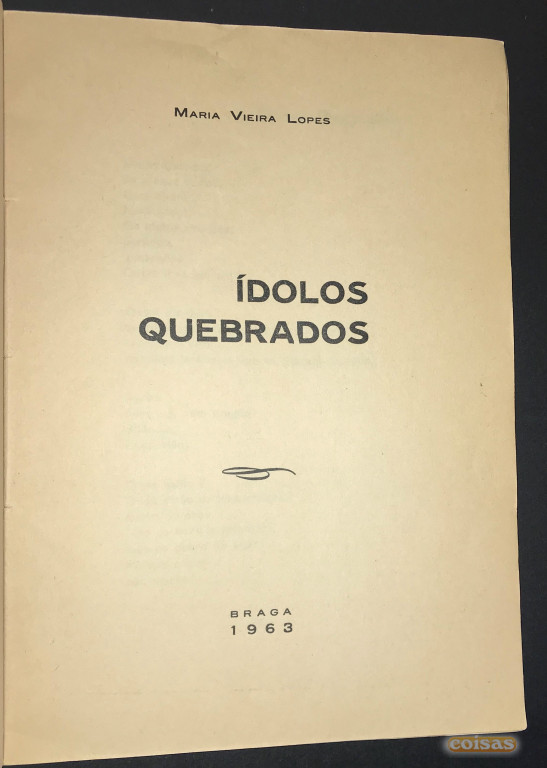 MARIA VIEIRA LOPES
ÍDOLOS
QUEBRADOS
BRAGA
1963
coisas